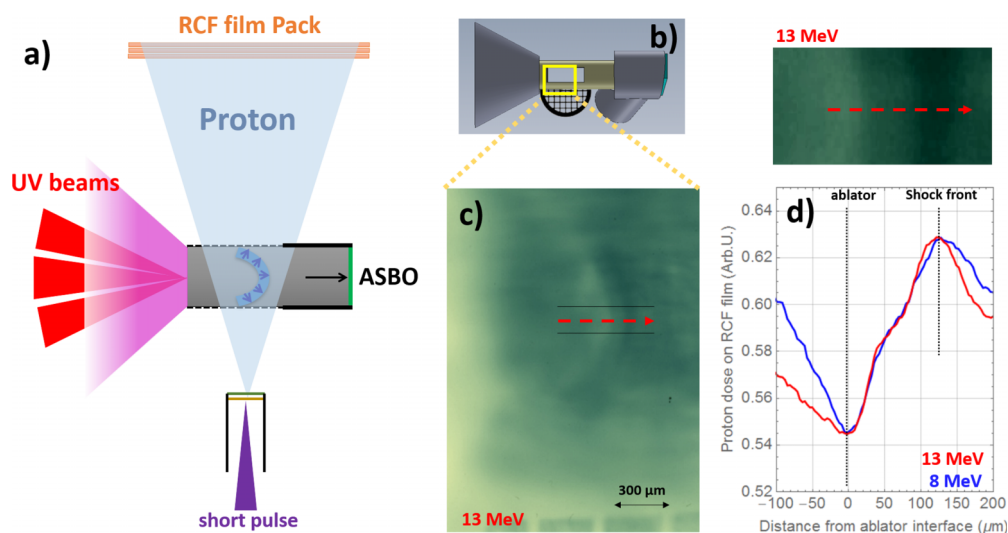 a)
RCF film Pack
Proton
UV beams
ASBO
short pulse
b)
c)
300 μm
13 MeV
13 MeV
d)
ablator
Shock front
0.64
0.62
0.60
0.58
0.56
0.54
0.52
Proton dose on RCF film (Arb.U.)
13 MeV
8 MeV
−100 −50 0 50 100 150 200
Distance from ablator interface (μm)